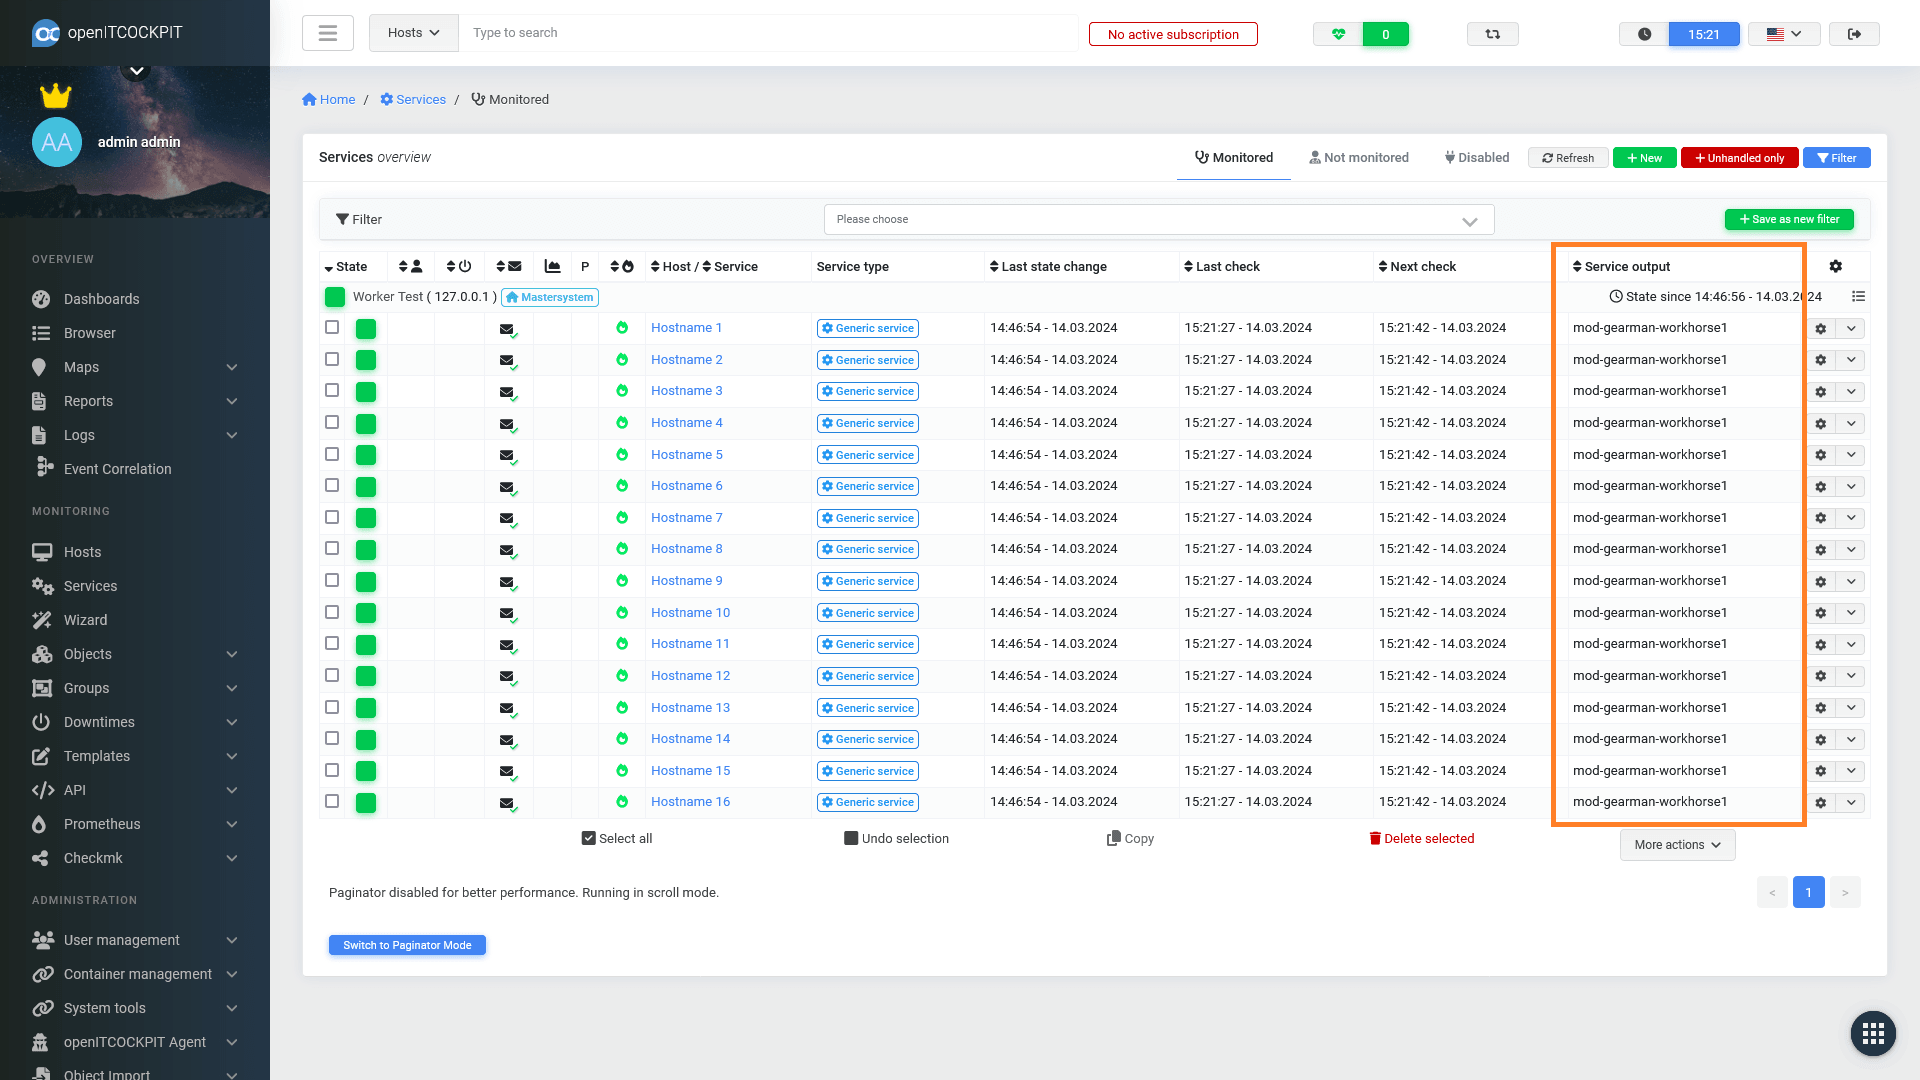 openITCOCKPIT
Hosts
Type to search
No active subscription
0
15:21
AA
admin admin
Home / Services / Monitored
OVERVIEW
Dashboards
Browser
Maps
Reports
Logs
Event Correlation
MONITORING
Hosts
Services
Wizard
Objects
Groups
Downtimes
Templates
API
Prometheus
Checkmk
ADMINISTRATION
User management
Container management
System tools
openITCOCKPIT Agent
Object Import
Services overview
Monitored Not monitored Disabled Refresh + New + Unhandled only Filter
Filter Please choose + Save as new filter
State P Host / Service Service type Last state change Last check Next check Service output
Worker Test ( 127.0.0.1 ) Mastersystem State since 14:46:56 - 14.03.2024
Hostname 1 Generic service 14:46:54 - 14.03.2024 15:21:27 - 14.03.2024 15:21:42 - 14.03.2024 mod-gearman-workhorse1
Hostname 2 Generic service 14:46:54 - 14.03.2024 15:21:27 - 14.03.2024 15:21:42 - 14.03.2024 mod-gearman-workhorse1
Hostname 3 Generic service 14:46:54 - 14.03.2024 15:21:27 - 14.03.2024 15:21:42 - 14.03.2024 mod-gearman-workhorse1
Hostname 4 Generic service 14:46:54 - 14.03.2024 15:21:27 - 14.03.2024 15:21:42 - 14.03.2024 mod-gearman-workhorse1
Hostname 5 Generic service 14:46:54 - 14.03.2024 15:21:27 - 14.03.2024 15:21:42 - 14.03.2024 mod-gearman-workhorse1
Hostname 6 Generic service 14:46:54 - 14.03.2024 15:21:27 - 14.03.2024 15:21:42 - 14.03.2024 mod-gearman-workhorse1
Hostname 7 Generic service 14:46:54 - 14.03.2024 15:21:27 - 14.03.2024 15:21:42 - 14.03.2024 mod-gearman-workhorse1
Hostname 8 Generic service 14:46:54 - 14.03.2024 15:21:27 - 14.03.2024 15:21:42 - 14.03.2024 mod-gearman-workhorse1
Hostname 9 Generic service 14:46:54 - 14.03.2024 15:21:27 - 14.03.2024 15:21:42 - 14.03.2024 mod-gearman-workhorse1
Hostname 10 Generic service 14:46:54 - 14.03.2024 15:21:27 - 14.03.2024 15:21:42 - 14.03.2024 mod-gearman-workhorse1
Hostname 11 Generic service 14:46:54 - 14.03.2024 15:21:27 - 14.03.2024 15:21:42 - 14.03.2024 mod-gearman-workhorse1
Hostname 12 Generic service 14:46:54 - 14.03.2024 15:21:27 - 14.03.2024 15:21:42 - 14.03.2024 mod-gearman-workhorse1
Hostname 13 Generic service 14:46:54 - 14.03.2024 15:21:27 - 14.03.2024 15:21:42 - 14.03.2024 mod-gearman-workhorse1
Hostname 14 Generic service 14:46:54 - 14.03.2024 15:21:27 - 14.03.2024 15:21:42 - 14.03.2024 mod-gearman-workhorse1
Hostname 15 Generic service 14:46:54 - 14.03.2024 15:21:27 - 14.03.2024 15:21:42 - 14.03.2024 mod-gearman-workhorse1
Hostname 16 Generic service 14:46:54 - 14.03.2024 15:21:27 - 14.03.2024 15:21:42 - 14.03.2024 mod-gearman-workhorse1
Select all Undo selection Copy Delete selected More actions
Paginator disabled for better performance. Running in scroll mode. < 1 >
Switch to Paginator Mode